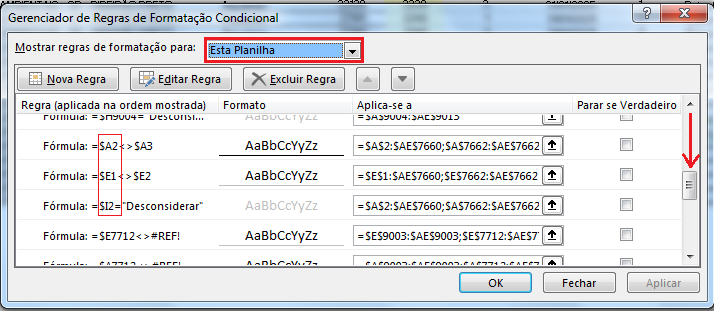 Gerenciador de Regras de Formatação Condicional
Mostrar regras de formatação para: Esta Planilha
Nova Regra Editar Regra Excluir Regra
Regra (aplicada na ordem mostrada) Formato Aplica-se a Parar se Verdadeiro
Fórmula: =$H9004="Desconsi... AaBbCcYyZz =$A$9004:$AE$9013
Fórmula: =$A2<>$A3 AaBbCcYyZz =$A$2:$AE$7660;$A$7662:$AE$7662
Fórmula: =$E1<>$E2 AaBbCcYyZz =$E$1:$AE$7660;$E$7662:$AE$7662
Fórmula: =$I2="Desconsiderar" AaBbCcYyZz =$A$2:$AE$7660;$A$7662:$AE$7662
Fórmula: =E7712<>#REF! AaBbCcYyZz =$E$9003:$AE$9003;$E$7712:$AE$7
Fórmula: =A7712<>#REF! AaBbCcYyZz
OK Fechar Aplicar